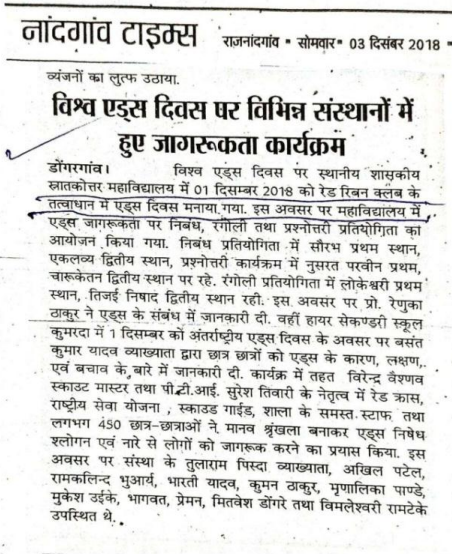 नांदगांव टाइम्स राजनांदगांव ▪ सोमवार▪ 03 दिसंबर 2018 ▪
व्यंजनों का लुत्फ उठाया.
विश्व एड्स दिवस पर विभिन्न संस्थानों में
हुए जागरूकता कार्यक्रम
डोंगरगांव। विश्व एड्स दिवस पर स्थानीय शासकीय
स्नातकोत्तर महाविद्यालय में 01 दिसम्बर 2018 को रेड रिबन क्लब के
तत्वाधान में एड्स दिवस मनाया गया. इस अवसर पर महाविद्यालय में
एड्स जागरूकता पर निबंध, रंगोली तथा प्रश्नोत्तरी प्रतियोगिता का
आयोजन किया गया. निबंध प्रतियोगिता में सौरभ प्रथम स्थान,
एकलव्य द्वितीय स्थान, प्रश्नोत्तरी कार्यक्रम में नुसरत परवीन प्रथम,
चारूकेतन द्वितीय स्थान पर रहे. रंगोली प्रतियोगिता में लोकेश्वरी प्रथम
स्थान, तिजई निषाद द्वितीय स्थान रही. इस अवसर पर प्रो. रेणुका
ठाकुर ने एड्स के संबंध में जानकारी दी. वहीं हायर सेकण्डरी स्कूल
कुमरदा में 1 दिसम्बर को अंतर्राष्ट्रीय एड्स दिवस के अवसर पर बसंत
कुमार यादव व्याख्याता द्वारा छात्र छात्रों को एड्स के कारण, लक्षण,
एवं बचाव के बारे में जानकारी दी. कार्यक्र में तहत विरेन्द्र वैष्णव
स्काउट मास्टर तथा पी.टी.आई. सुरेश तिवारी के नेतृत्व में रेड क्रास,
राष्ट्रीय सेवा योजना, स्काउड गाईड, शाला के समस्त स्टाफ तथा
लगभग 450 छात्र-छात्राओं ने मानव श्रृंखला बनाकर एड्स निषेध
श्लोगन एवं नारे से लोगों को जागरूक करने का प्रयास किया. इस
अवसर पर संस्था के तुलाराम पिस्दा व्याख्याता, अखिल पटेल,
रामकलिन्द भुआर्य, भारती यादव, कुमन ठाकुर, मृणालिका पाण्डे,
मुकेश उईके, भागवत, प्रेमन, मितवेश डोंगरे तथा विमलेश्वरी रामटेके
उपस्थित थे.